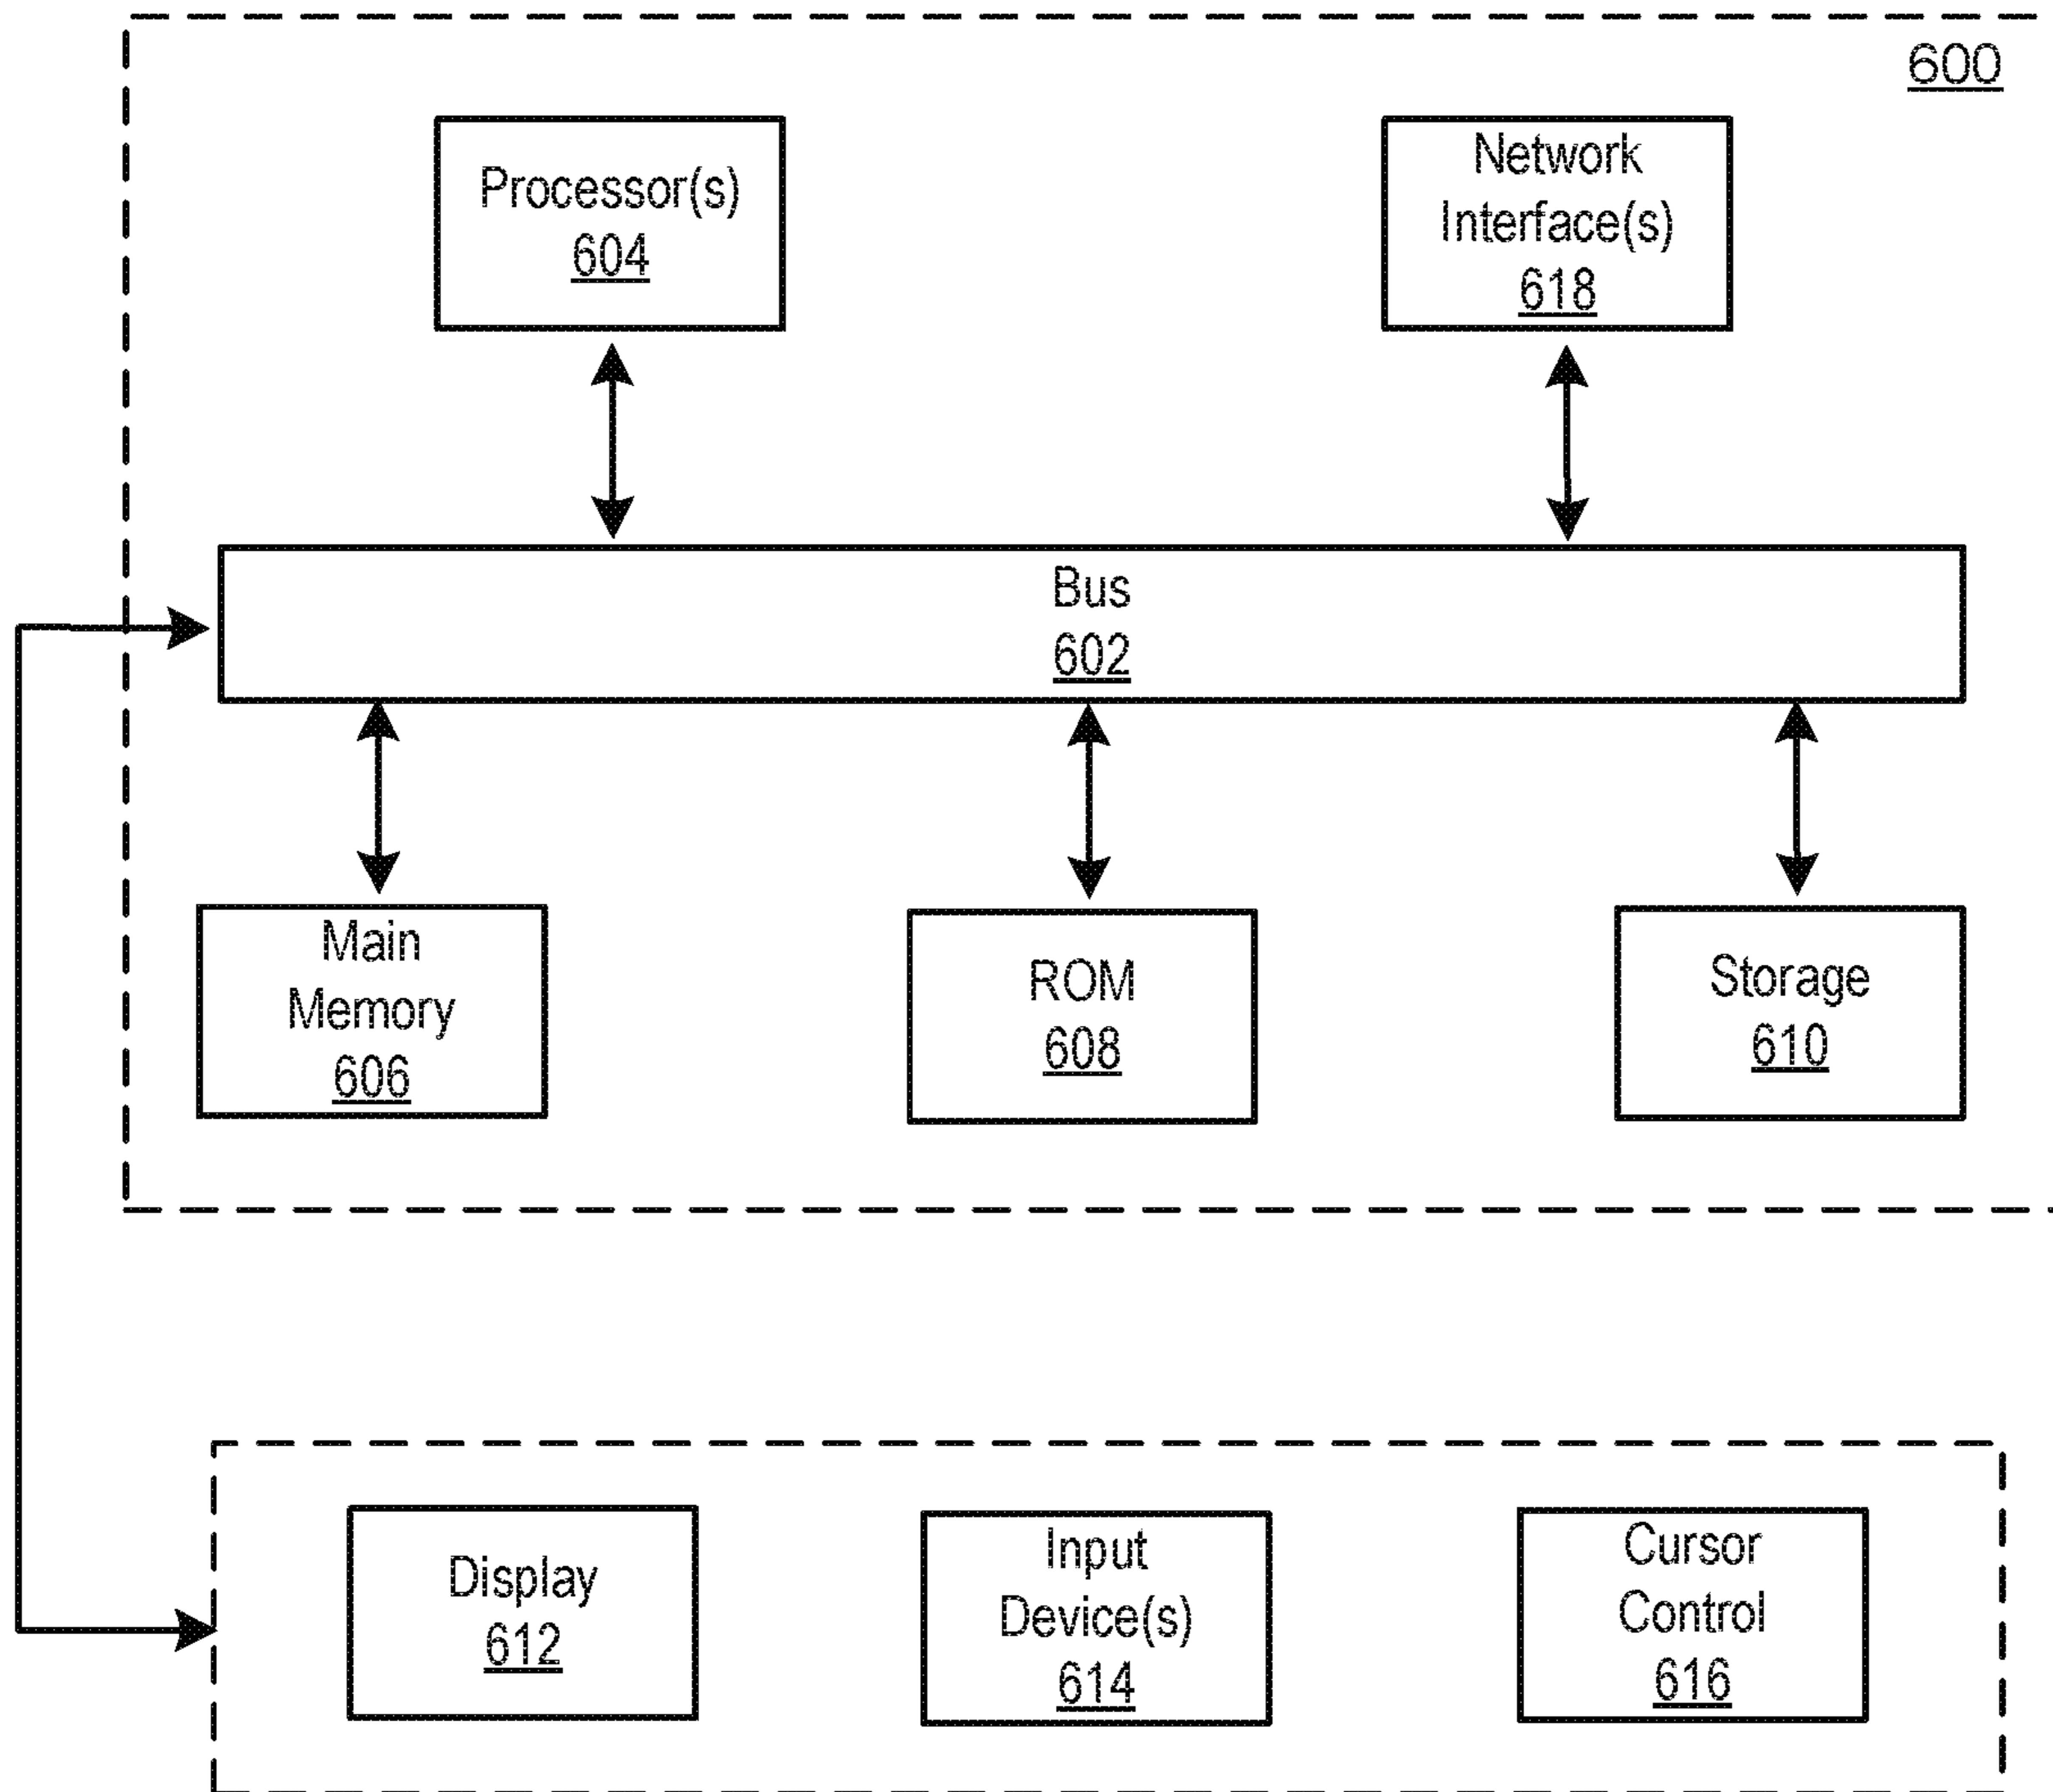 600
Processor(s)
604
Network
Interface(s)
618
Bus
602
Main
Memory
606
ROM
608
Storage
610
Display
612
Input
Device(s)
614
Cursor
Control
616